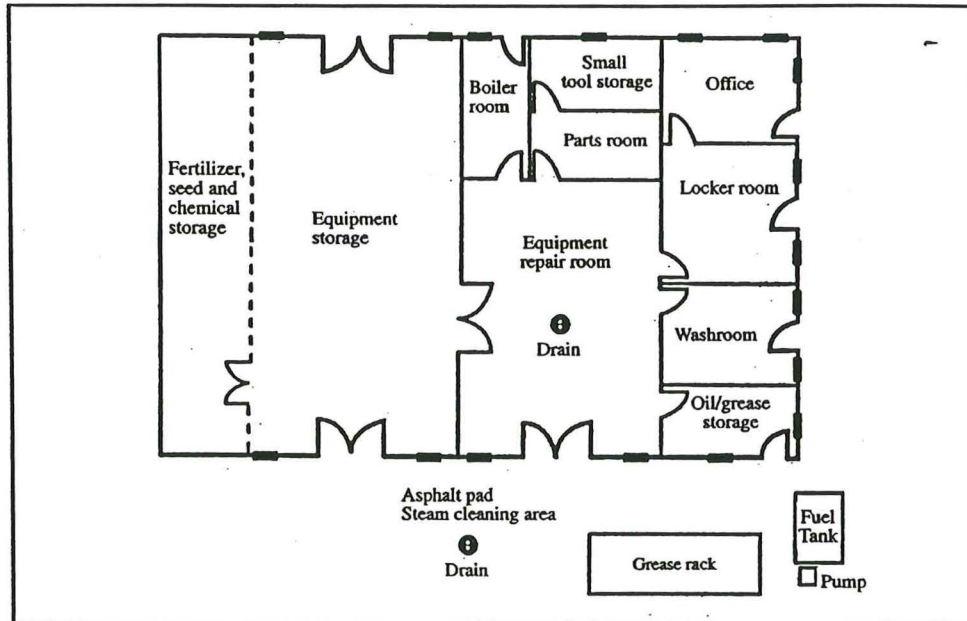 Small
tool storage
Boiler
room
Office
Parts room
Fertilizer,
seed and
chemical
storage
Locker room
Equipment
storage
Equipment
repair room
Drain
Washroom
Oil/grease
storage
Asphalt pad
Steam cleaning area
Drain
Grease rack
Fuel
Tank
Pump